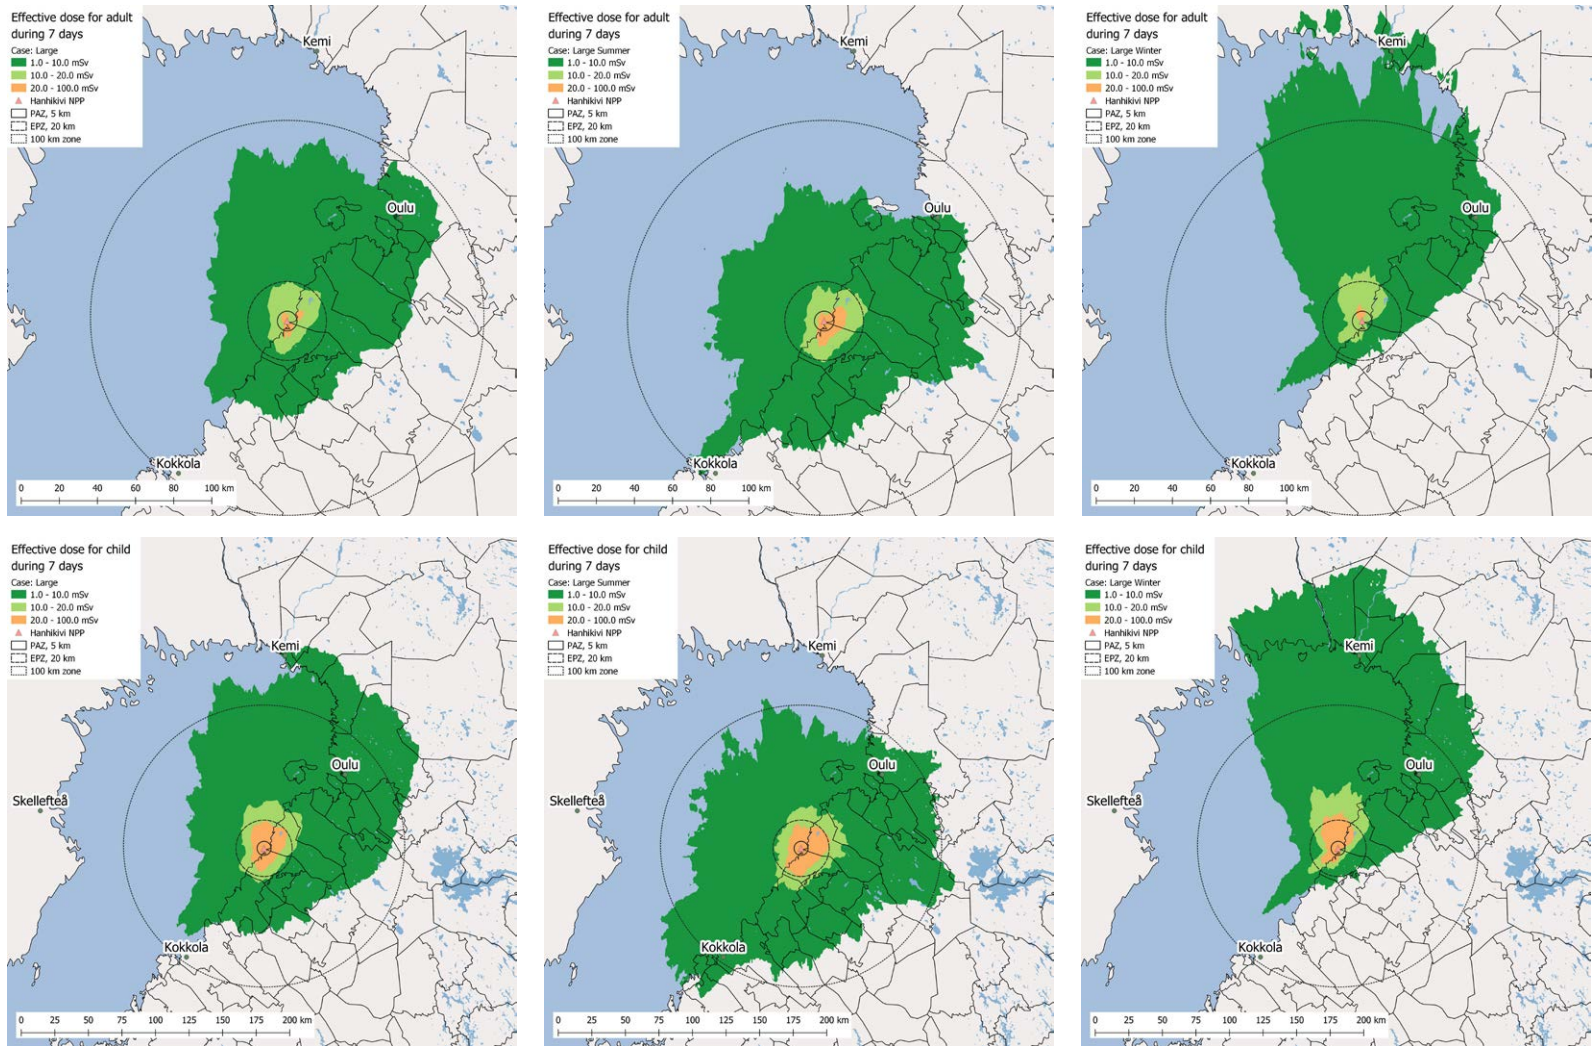 Effective dose for adult
during 7 days
Case: Large
1.0 - 10.0 mSv
10.0 - 20.0 mSv
20.0 - 100.0 mSv
Hanhikivi NPP
PAZ, 5 km
EPZ, 20 km
100 km zone
Kemi
Oulu
Kokkola
0 20 40 60 80 100 km
Effective dose for adult
during 7 days
Case: Large Summer
1.0 - 10.0 mSv
10.0 - 20.0 mSv
20.0 - 100.0 mSv
Hanhikivi NPP
PAZ, 5 km
EPZ, 20 km
100 km zone
Kemi
Oulu
Kokkola
0 20 40 60 80 100 km
Effective dose for adult
during 7 days
Case: Large Winter
1.0 - 10.0 mSv
10.0 - 20.0 mSv
20.0 - 100.0 mSv
Hanhikivi NPP
PAZ, 5 km
EPZ, 20 km
100 km zone
Kemi
Oulu
Kokkola
0 20 40 60 80 100 km
Effective dose for child
during 7 days
Case: Large
1.0 - 10.0 mSv
10.0 - 20.0 mSv
20.0 - 100.0 mSv
Hanhikivi NPP
PAZ, 5 km
EPZ, 20 km
100 km zone
Kemi
Oulu
Skellefteå
Kokkola
0 25 50 75 100 125 150 175 200 km
Effective dose for child
during 7 days
Case: Large Summer
1.0 - 10.0 mSv
10.0 - 20.0 mSv
20.0 - 100.0 mSv
Hanhikivi NPP
PAZ, 5 km
EPZ, 20 km
100 km zone
Kemi
Oulu
Skellefteå
Kokkola
0 25 50 75 100 125 150 175 200 km
Effective dose for child
during 7 days
Case: Large Winter
1.0 - 10.0 mSv
10.0 - 20.0 mSv
20.0 - 100.0 mSv
Hanhikivi NPP
PAZ, 5 km
EPZ, 20 km
100 km zone
Kemi
Oulu
Skellefteå
Kokkola
0 25 50 75 100 125 150 175 200 km